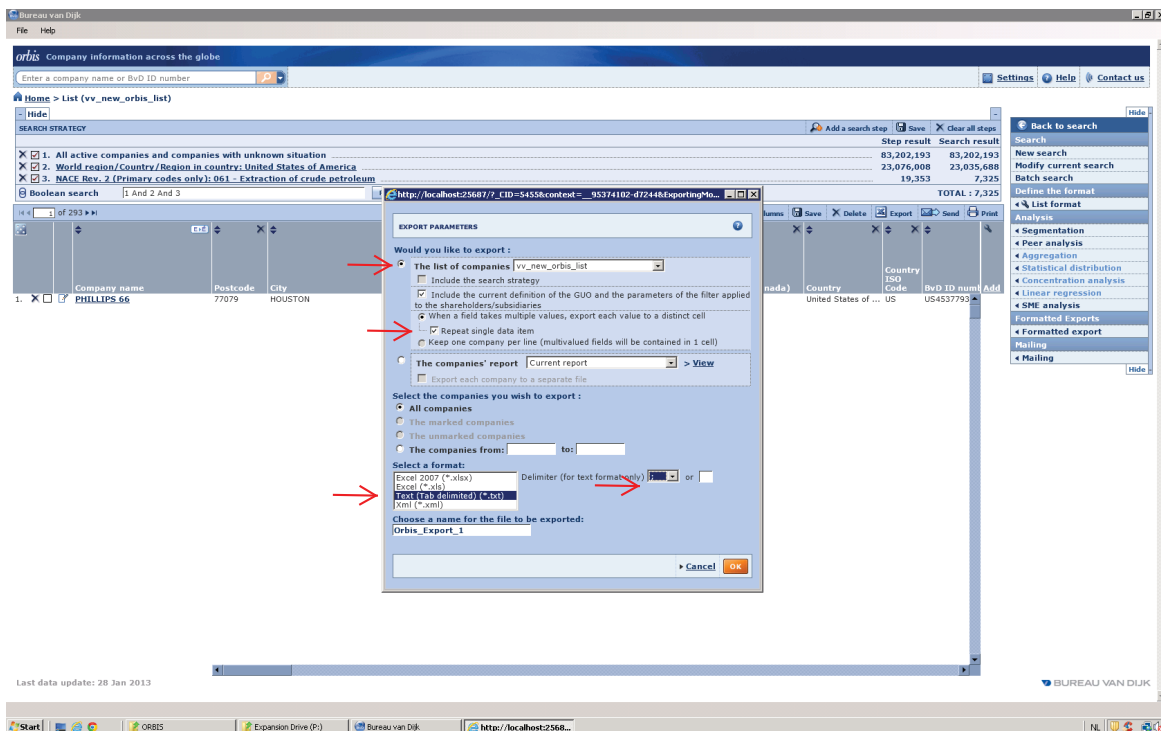 Bureau van Dijk
File Help
orbis Company information across the globe
Enter a company name or BvD ID number
Settings Help Contact us
Home > List (vv_new_orbis_list)
- Hide
SEARCH STRATEGY
Add a search step Save Clear all steps
Step result Search result
1. All active companies and companies with unknown situation 83,202,193 83,202,193
2. World region/Country/Region in country: United States of America 23,076,008 23,035,688
3. NACE Rev. 2 (Primary codes only): 061 - Extraction of crude petroleum 19,353 7,325
Boolean search 1 And 2 And 3 TOTAL : 7,325
1 of 293
Save Delete Export Send Print
Company name Postcode City
Country Country ISO Code Add
1. PHILLIPS 66 77079 HOUSTON United States of ... US US4537793
http://localhost:25687/?_CID=5455&context=__95374102-d7244&ExportingMo...
EXPORT PARAMETERS
Would you like to export :
The list of companies vv_new_orbis_list
Include the search strategy
Include the current definition of the GUO and the parameters of the filter applied
to the shareholders/subsidiaries
When a field takes multiple values, export each value to a distinct cell
Repeat single data item
Keep one company per line (multivalued fields will be contained in 1 cell)
The companies' report Current report > View
Export each company to a separate file
Select the companies you wish to export :
All companies
The marked companies
The unmarked companies
The companies from: to:
Select a format:
Excel 2007 (*.xlsx) Delimiter (for text format only) ; or
Excel (*.xls)
Text (Tab delimited) (*.txt)
Xml (*.xml)
Choose a name for the file to be exported:
Orbis_Export_1
Cancel OK
Hide
Back to search
Search
New search
Modify current search
Batch search
Define the format
List format
Analysis
Segmentation
Peer analysis
Aggregation
Statistical distribution
Concentration analysis
Linear regression
SME analysis
Formatted Exports
Formatted export
Mailing
Mailing
Hide
Last data update: 28 Jan 2013
BUREAU VAN DIJK
Start ORBIS Expansion Drive (P:) Bureau van Dijk http://localhost:2568... NL